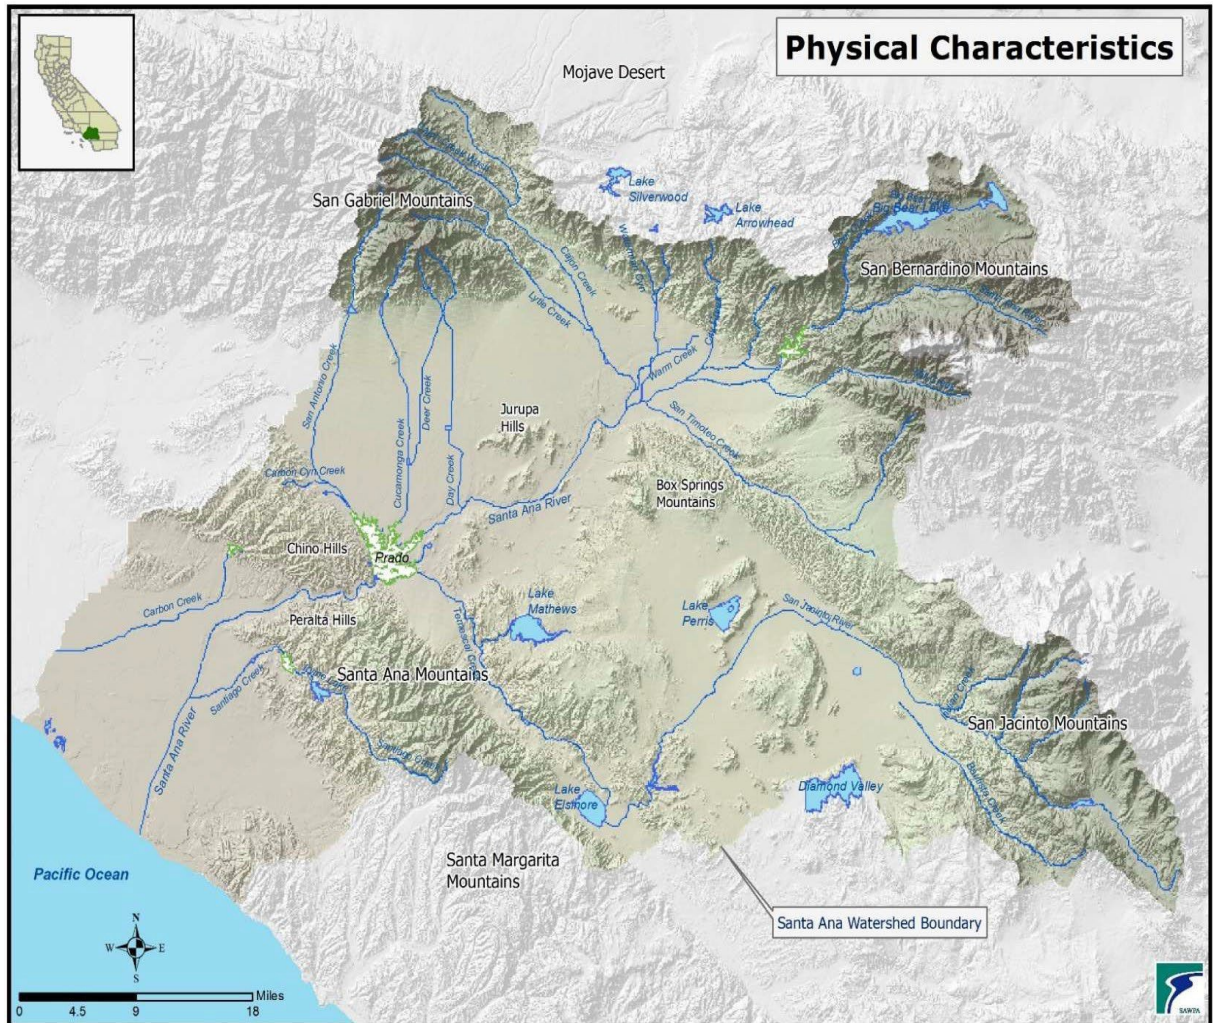 Physical Characteristics
Mojave Desert
Lake
Silverwood
Lake
Arrowhead
San Gabriel Mountains
Big Bear Lake
San Bernardino Mountains
Cajon Creek
Lytle Creek
Warm Creek
San Antonio Creek
Jurupa
Hills
Deer Creek
Cucamonga Creek
Day Creek
San Timoteo Creek
Carbon Cyn Creek
Box Springs
Mountains
Santa Ana River
Chino Hills
Prado
Carbon Creek
Peralta Hills
Lake
Mathews
Lake
Perris
San Jacinto River
Santa Ana Mountains
Santiago Creek
Santa Ana River
San Jacinto Mountains
Bautista Creek
Lake
Elsinore
Diamond Valley
Santa Margarita
Mountains
Pacific Ocean
Santa Ana Watershed Boundary
N
W
E
S
Miles
0
4.5
9
18
SAWPA